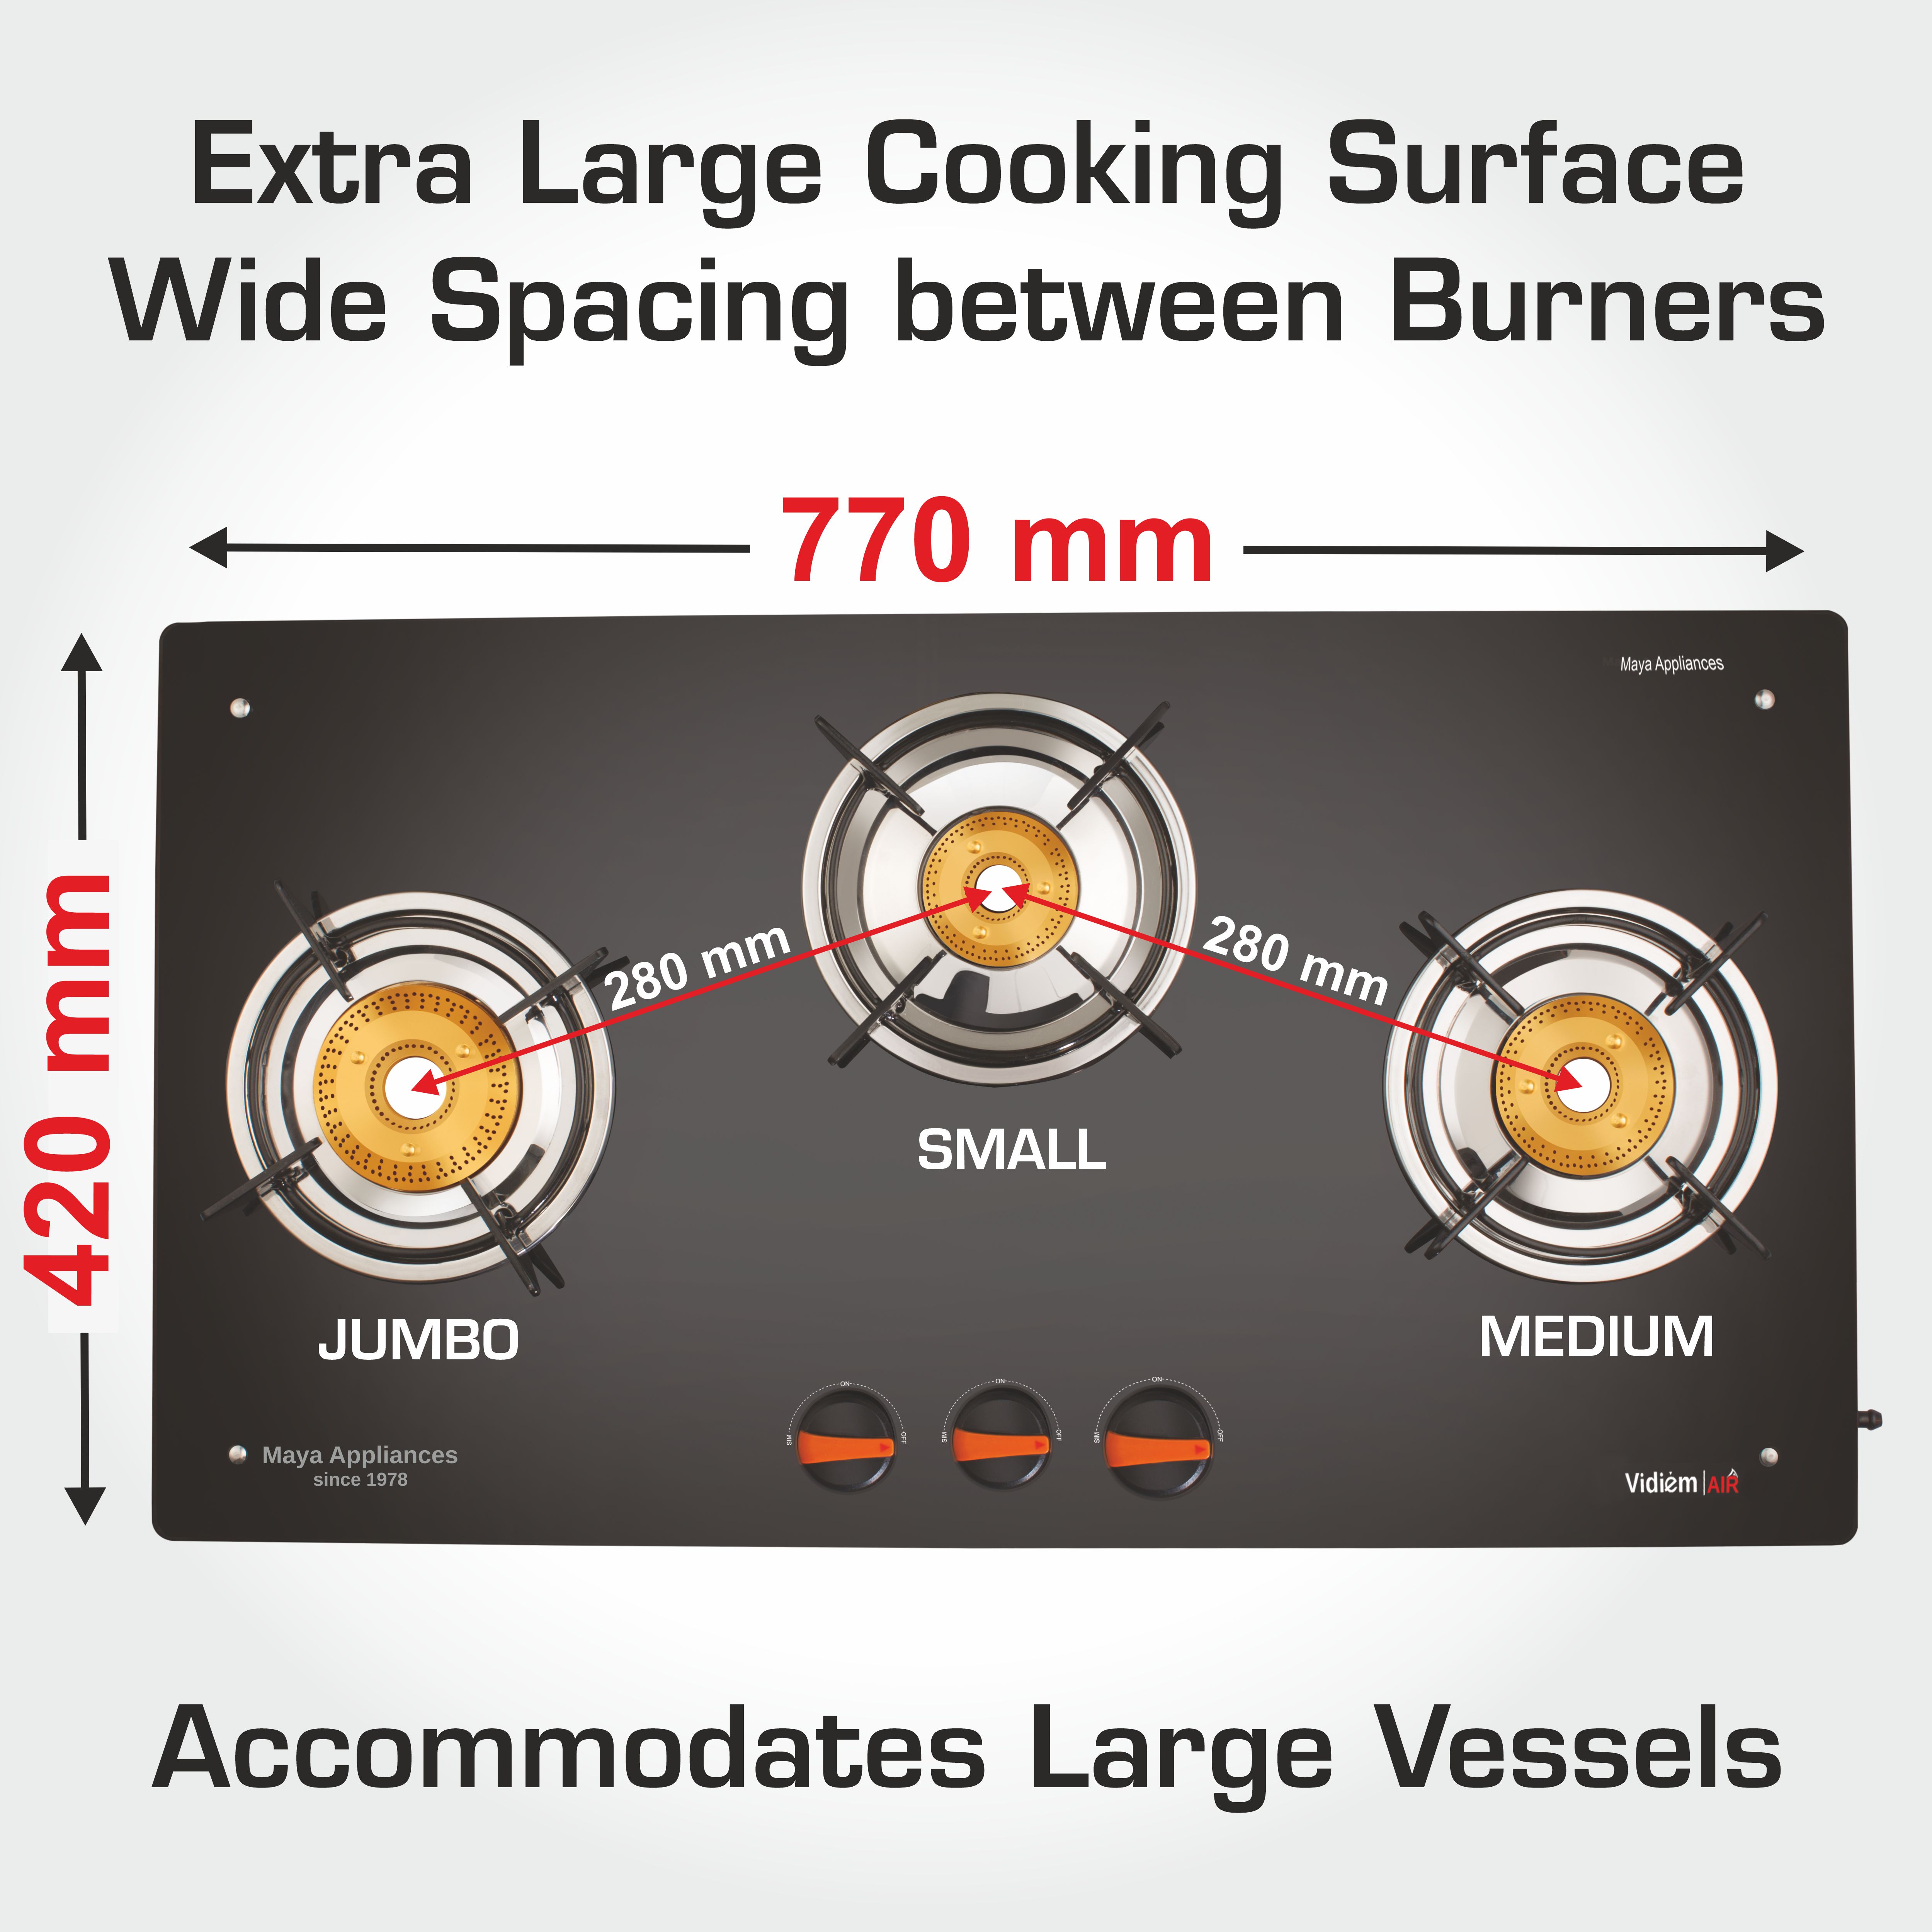 Extra Large Cooking Surface
Wide Spacing between Burners
770 mm
420 mm
Maya Appliances
280 mm
280 mm
SMALL
JUMBO
MEDIUM
ON
SIM
OFF
ON
SIM
OFF
ON
SIM
OFF
Maya Appliances
since 1978
Vidiem | AIR
Accommodates Large Vessels